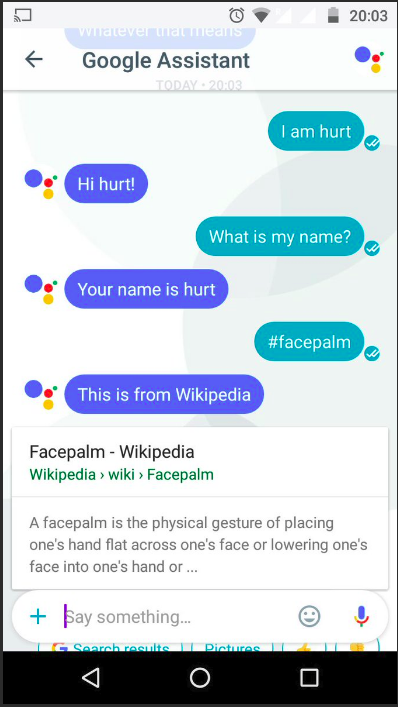 20:03
Whatever that means
Google Assistant
TODAY • 20:03
I am hurt
Hi hurt!
What is my name?
Your name is hurt
#facepalm
This is from Wikipedia
Facepalm - Wikipedia
Wikipedia › wiki › Facepalm
A facepalm is the physical gesture of placing
one's hand flat across one's face or lowering one's
face into one's hand or ...
Say something...
Search results
Pictures